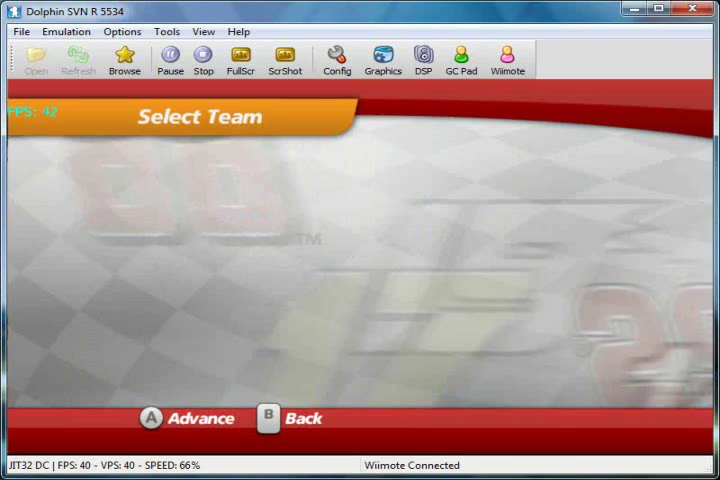 Dolphin SVN R 5534
File Emulation Options Tools View Help
Open Refresh Browse Pause Stop FullScr ScrShot Config Graphics DSP GC Pad Wiimote
FPS: 42
Select Team
99
TM
A Advance B Back
JIT32 DC | FPS: 40 - VPS: 40 - SPEED: 66% Wiimote Connected